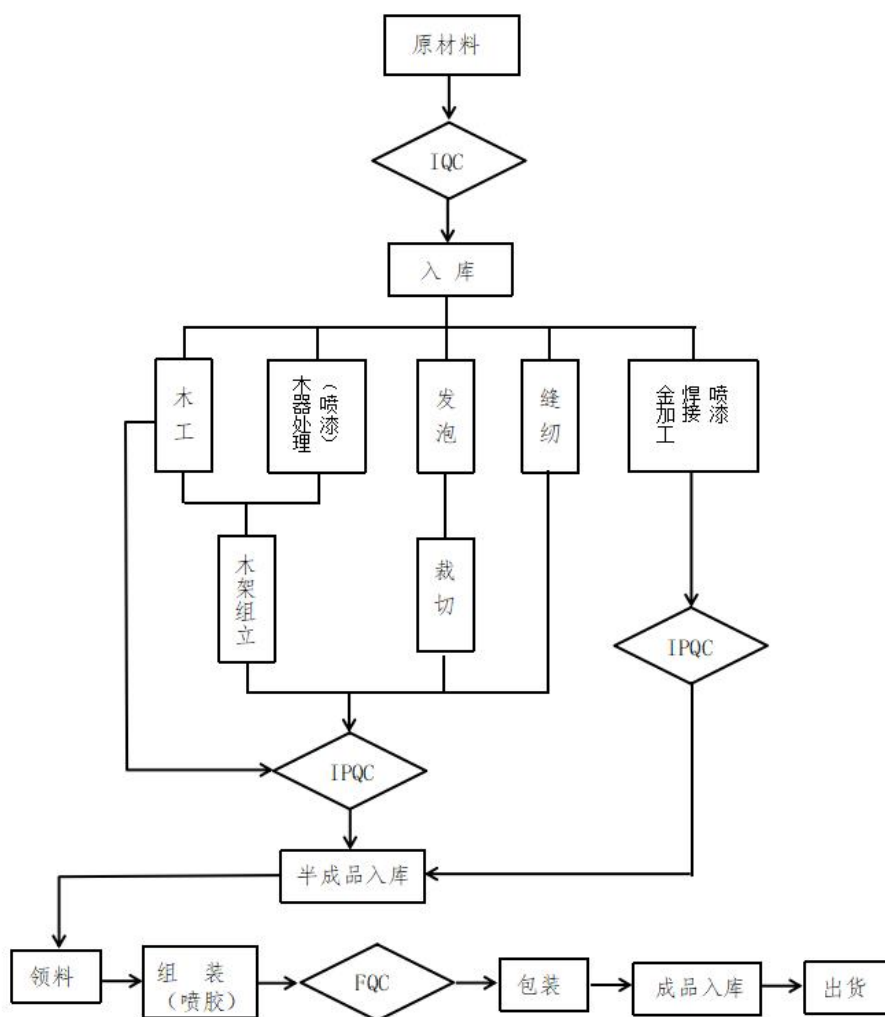 原材料
IQC
入 库
木工
木器处理
(喷漆)
发泡
缝纫
金加工
焊接
喷漆
木架组立
裁切
IPQC
IPQC
半成品入库
领料
组 装
(喷胶)
FQC
包装
成品入库
出货